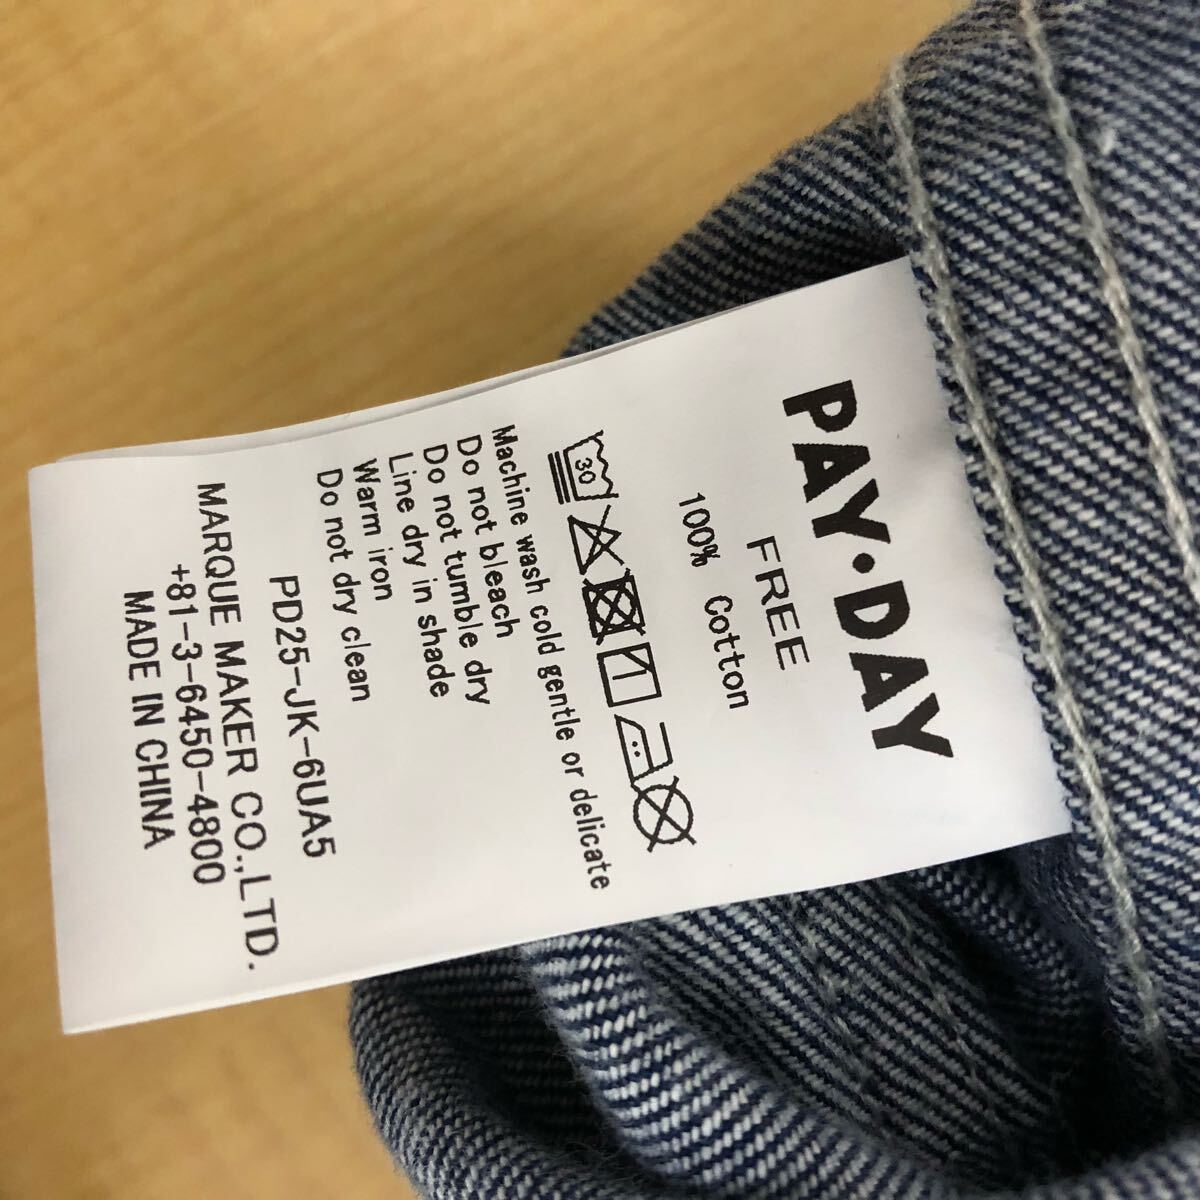 PAY·DAY
FREE
100% Cotton
30
Machine wash cold gentle or delicate
Do not bleach
Do not tumble dry
Line dry in shade
Warm iron
Do not dry clean
PD25-JK-6UA5
MARQUE MAKER CO.,LTD.
+81-3-6450-4800
MADE IN CHINA